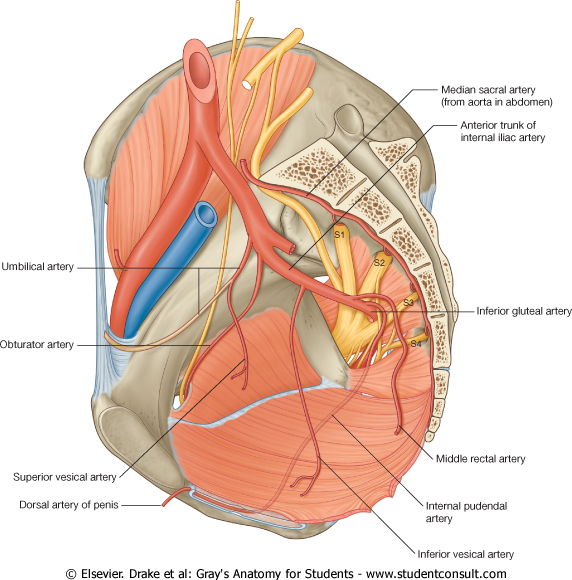 Median sacral artery
(from aorta in abdomen)
Anterior trunk of
internal iliac artery
S1
S2
Umbilical artery
S3
Inferior gluteal artery
Obturator artery
S4
Middle rectal artery
Superior vesical artery
Dorsal artery of penis
Internal pudendal
artery
Inferior vesical artery
© Elsevier. Drake et al: Gray's Anatomy for Students - www.studentconsult.com